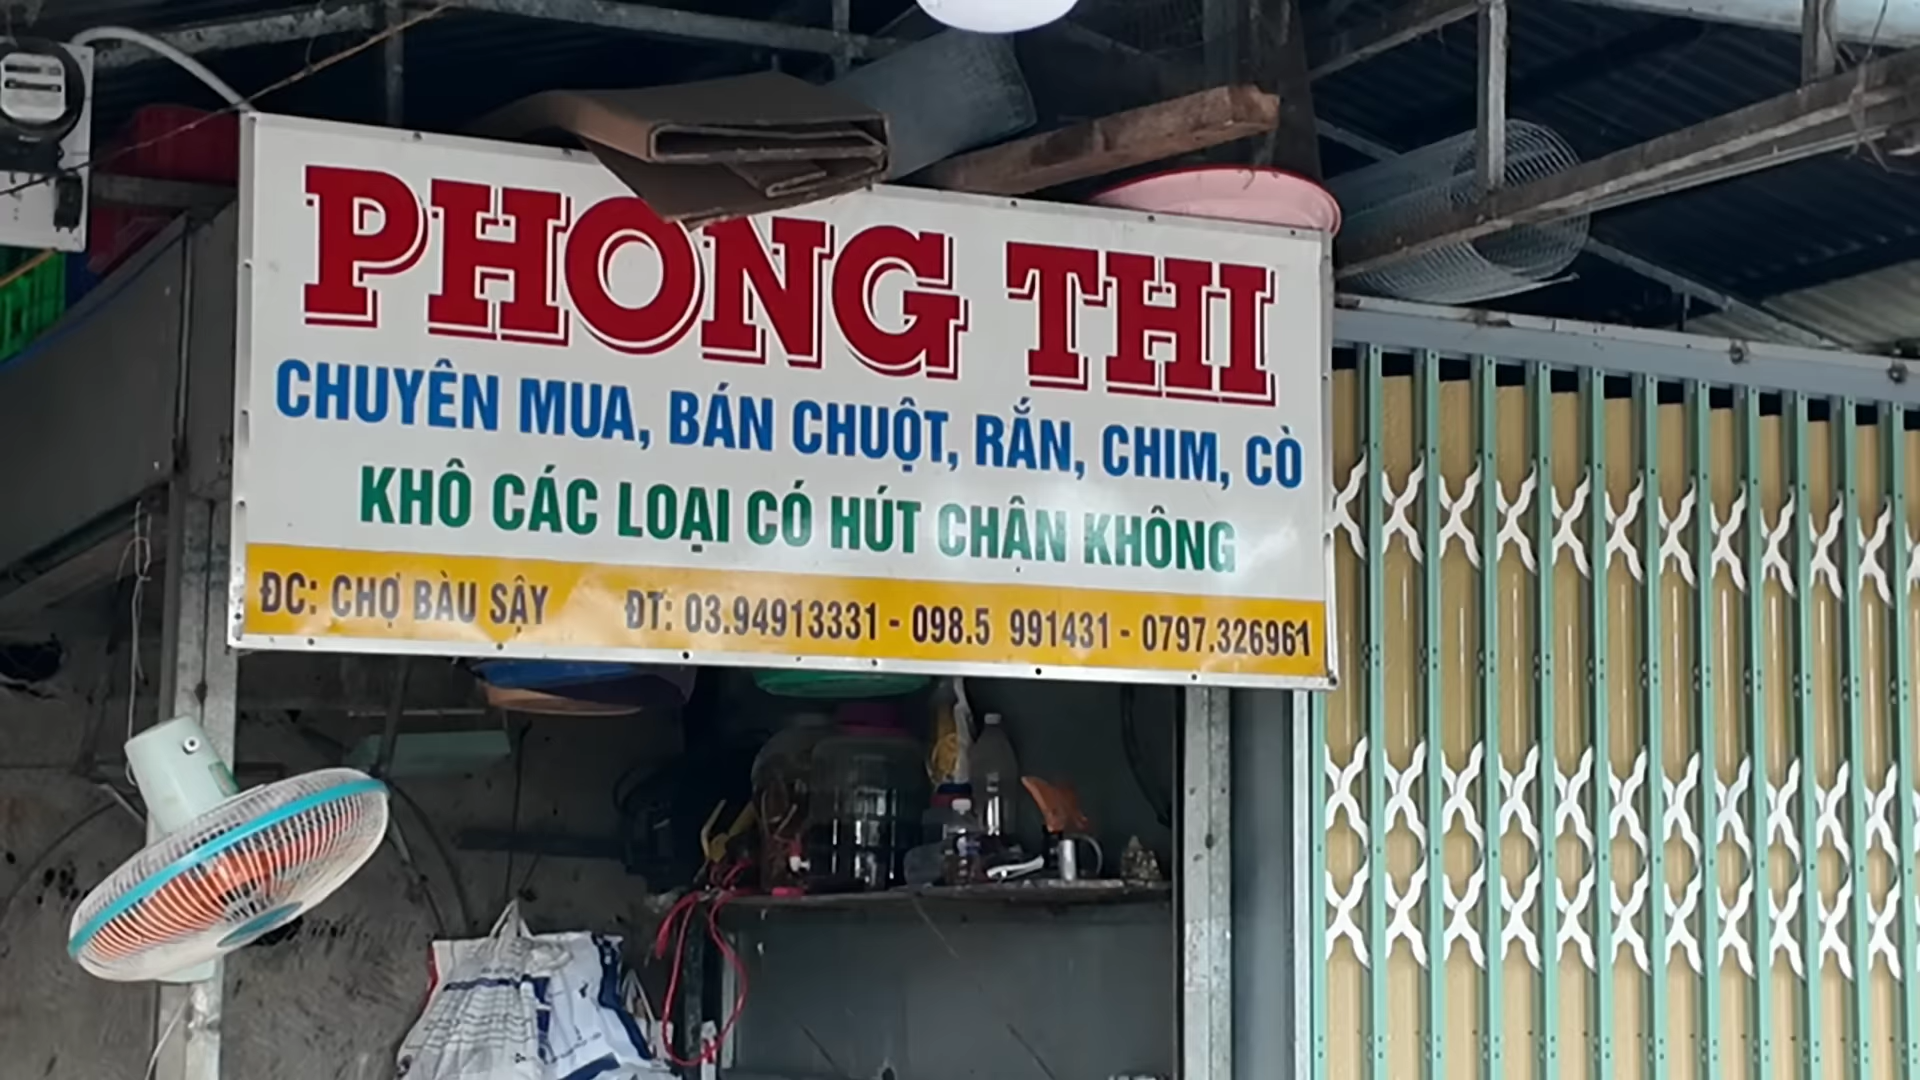 PHONG THI
CHUYÊN MUA, BÁN CHUỘT, RẮN, CHIM, CÒ
KHÔ CÁC LOẠI CÓ HÚT CHÂN KHÔNG
ĐC: CHỢ BÀU SẬY ĐT: 03.94913331 - 098.5 991431 - 0797.326961